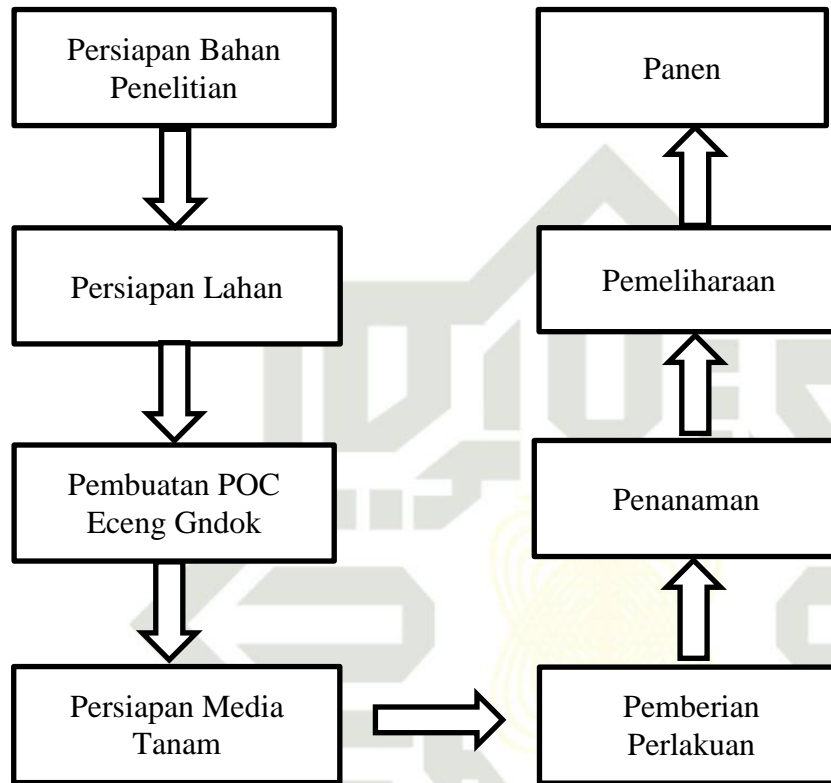 Persiapan Bahan
Penelitian
Persiapan Lahan
Pembuatan POC
Eceng Gndok
Persiapan Media
Tanam
Pemberian
Perlakuan
Penanaman
Pemeliharaan
Panen